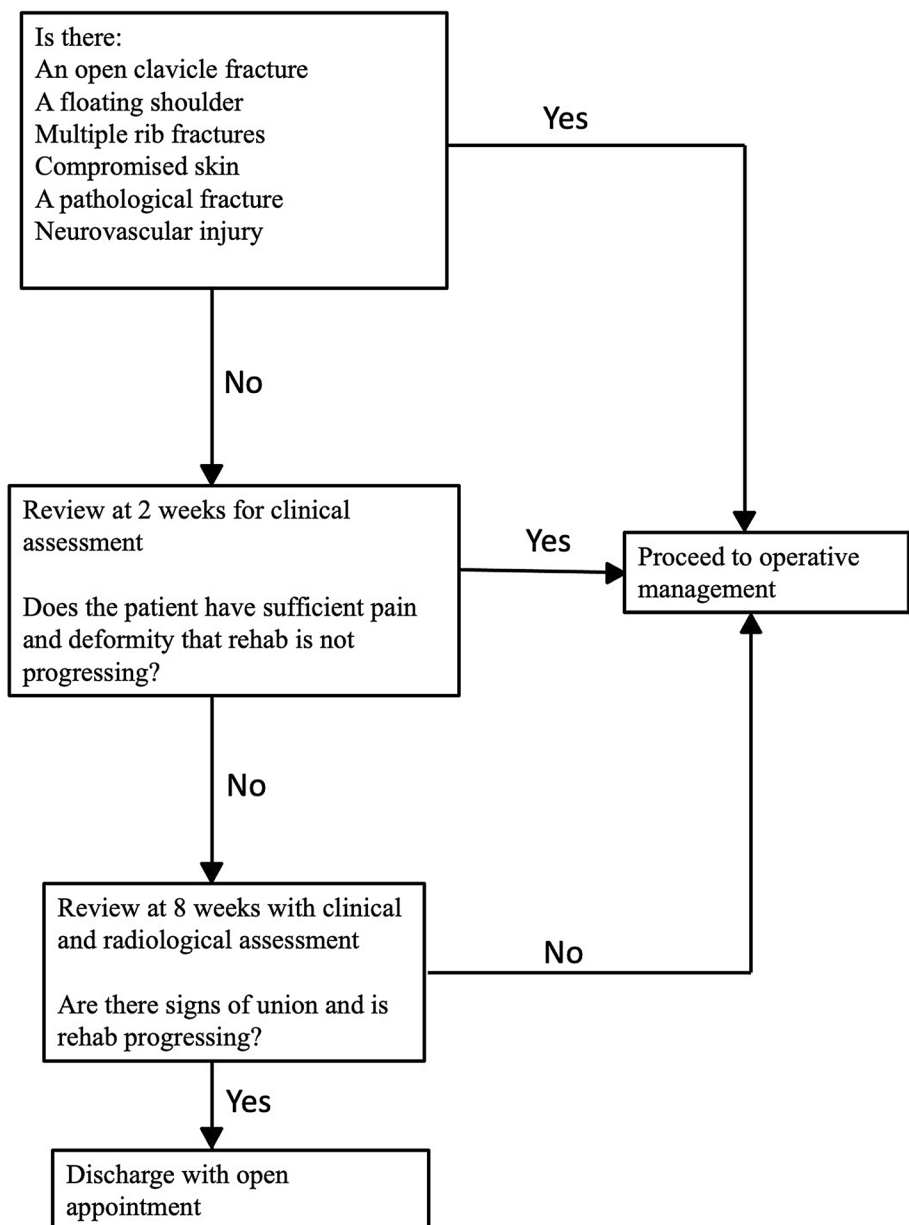 Is there:
An open clavicle fracture
A floating shoulder
Multiple rib fractures
Compromised skin
A pathological fracture
Neurovascular injury
Yes
No
Review at 2 weeks for clinical
assessment
Does the patient have sufficient pain
and deformity that rehab is not
progressing?
Yes
Proceed to operative
management
No
Review at 8 weeks with clinical
and radiological assessment
Are there signs of union and is
rehab progressing?
No
Yes
Discharge with open
appointment